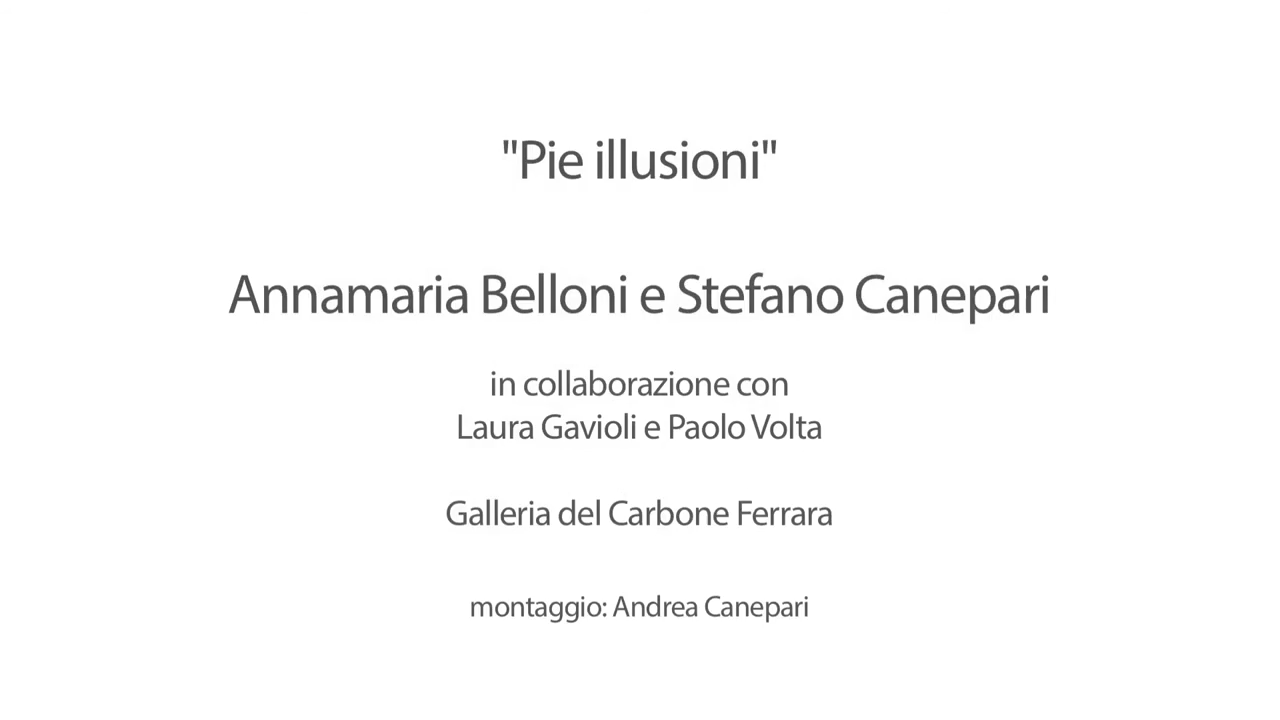 "Pie illusioni"
Annamaria Belloni e Stefano Canepari
in collaborazione con
Laura Gavioli e Paolo Volta
Galleria del Carbone Ferrara
montaggio: Andrea Canepari